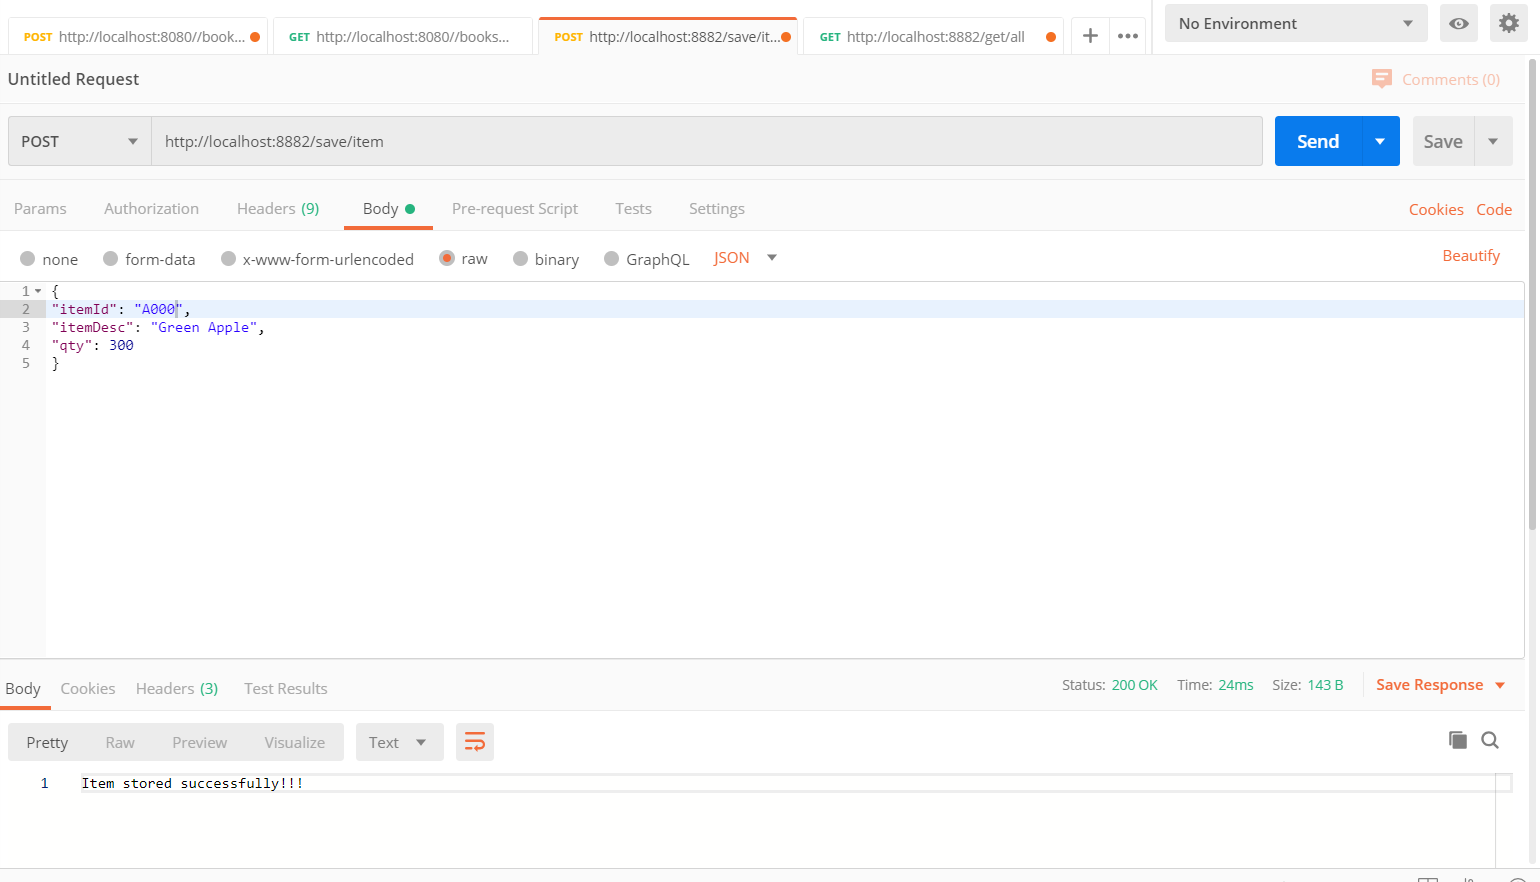 POST http://localhost:8080//book... GET http://localhost:8080//books... POST http://localhost:8882/save/it... GET http://localhost:8882/get/all + ••• No Environment
Untitled Request Comments (0)
POST http://localhost:8882/save/item Send Save
Params Authorization Headers (9) Body Pre-request Script Tests Settings Cookies Code
none form-data x-www-form-urlencoded raw binary GraphQL JSON Beautify
1 {
2 "itemId": "A000",
3 "itemDesc": "Green Apple",
4 "qty": 300
5 }
Body Cookies Headers (3) Test Results Status: 200 OK Time: 24ms Size: 143 B Save Response
Pretty Raw Preview Visualize Text
1 Item stored successfully!!!